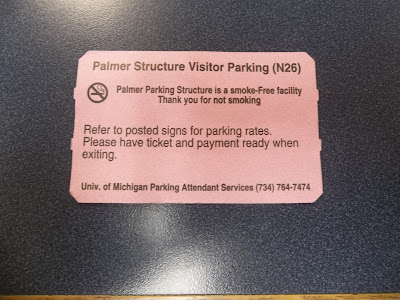 Palmer Structure Visitor Parking (N26)
Palmer Parking Structure is a smoke-Free facility
Thank you for not smoking
Refer to posted signs for parking rates.
Please have ticket and payment ready when
exiting.
Univ. of Michigan Parking Attendant Services (734) 764-7474